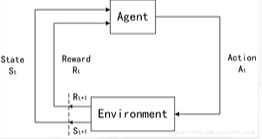 Agent
State
Sₜ
Reward
Rₜ
Action
Aₜ
Rₜ₊₁
Environment
Sₜ₊₁